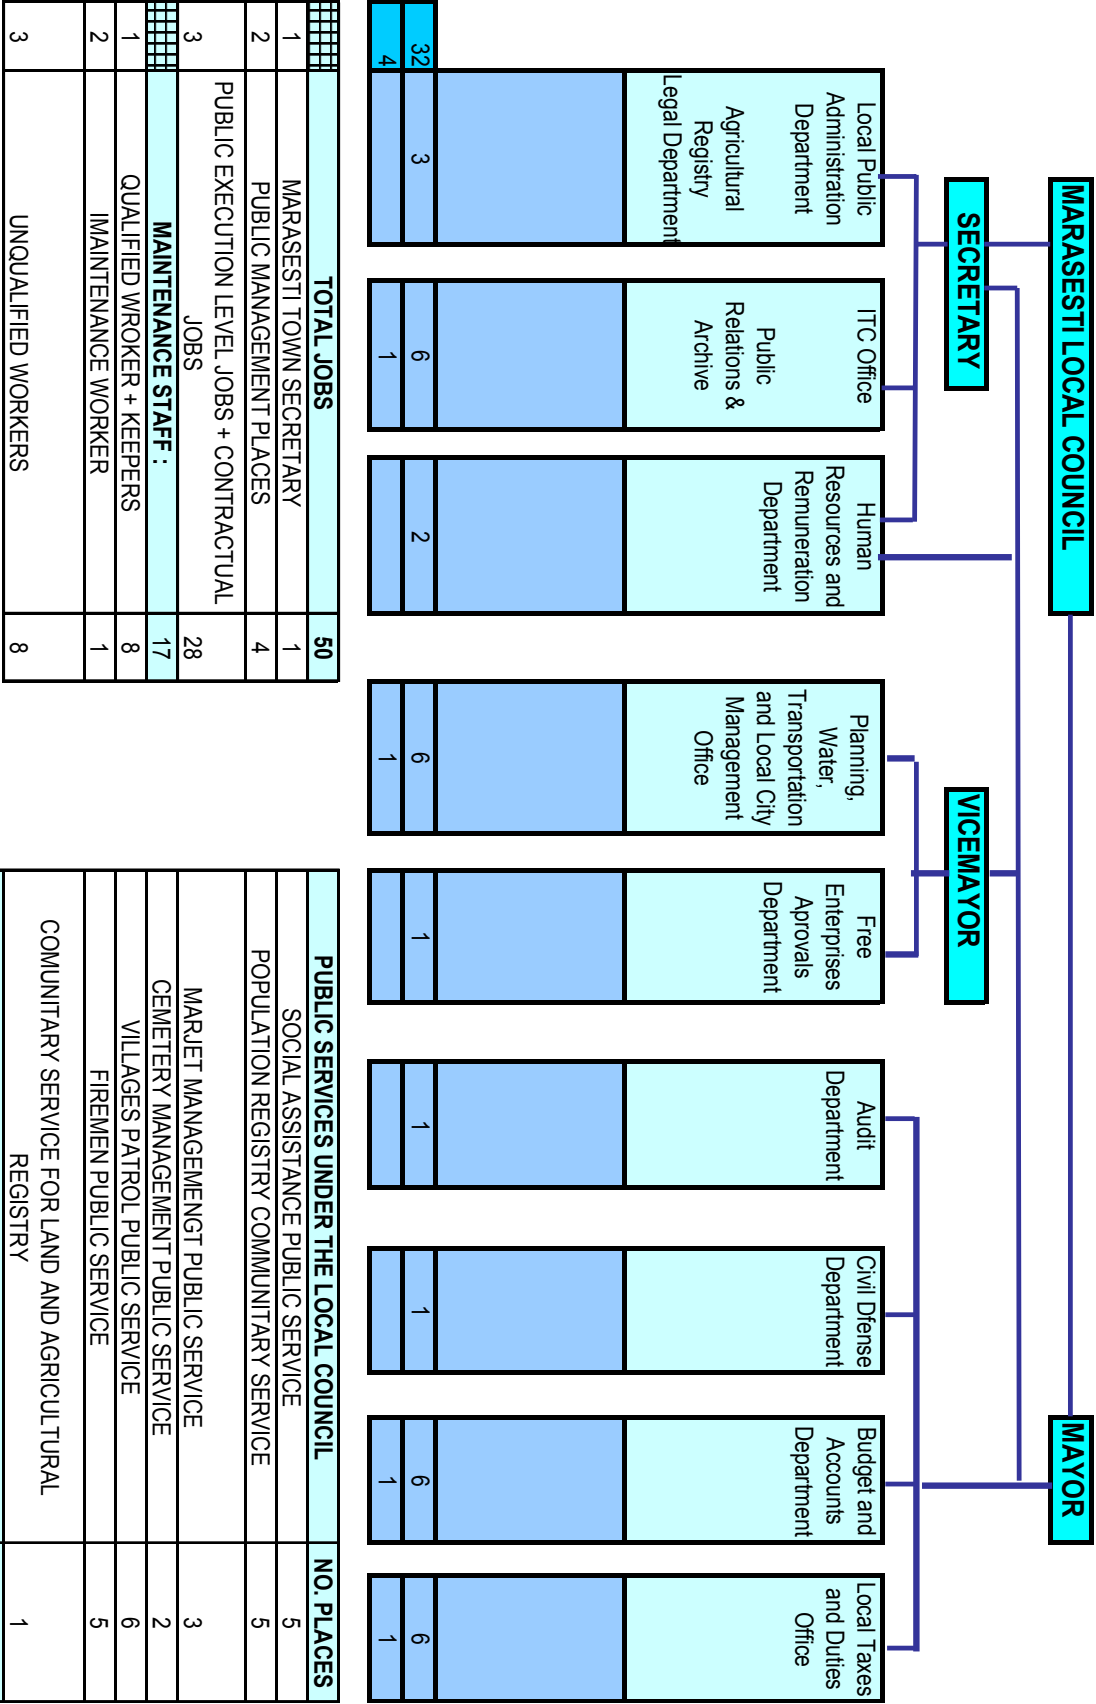 MARASESTI LOCAL COUNCIL
MAYOR
SECRETARY
VICEMAYOR
Local Public
Administration
Department
Agricultural
Registry
Legal Department
ITC Office
Public
Relations &
Archive
Human
Resources and
Remuneration
Department
Planning,
Water,
Transportation
and Local City
Management
Office
Free
Enterprises
Aprovals
Department
Audit
Department
Civil Dfense
Department
Budget and
Accounts
Department
Local Taxes
and Duties
Office
32 3 6 2 6 1 1 1 6 6
4 1 1 1 1
TOTAL JOBS 50
1 MARASESTI TOWN SECRETARY 1
2 PUBLIC MANAGEMENT PLACES 4
PUBLIC EXECUTION LEVEL JOBS + CONTRACTUAL
3 JOBS 28
MAINTENANCE STAFF : 17
1 QUALIFIED WROKER + KEEPERS 8
2 IMAINTENANCE WORKER 1
3 UNQUALIFIED WORKERS 8
PUBLIC SERVICES UNDER THE LOCAL COUNCIL NO. PLACES
SOCIAL ASSISTANCE PUBLIC SERVICE 5
POPULATION REGISTRY COMMUNITARY SERVICE 5
MARJET MANAGEMENGT PUBLIC SERVICE 3
CEMETERY MANAGEMENT PUBLIC SERVICE 2
VILLAGES PATROL PUBLIC SERVICE 6
FIREMEN PUBLIC SERVICE 5
COMUNITARY SERVICE FOR LAND AND AGRICULTURAL
REGISTRY 1